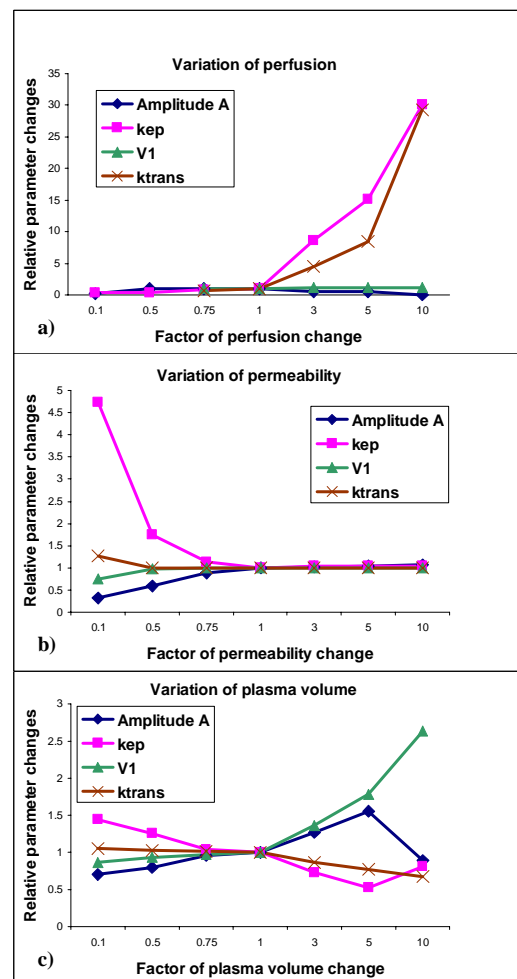 Variation of perfusion
35
30
25
20
15
10
5
0
Relative parameter changes
Amplitude A
kep
V1
ktrans
0.1 0.5 0.75 1 3 5 10
a)
Factor of perfusion change
Variation of permeability
5
4.5
4
3.5
3
2.5
2
1.5
1
0.5
0
Relative parameter changes
Amplitude A
kep
V1
ktrans
0.1 0.5 0.75 1 3 5 10
b)
Factor of permeability change
Variation of plasma volume
3
2.5
2
1.5
1
0.5
0
Relative parameter changes
Amplitude A
kep
V1
ktrans
0.1 0.5 0.75 1 3 5 10
c)
Factor of plasma volume change